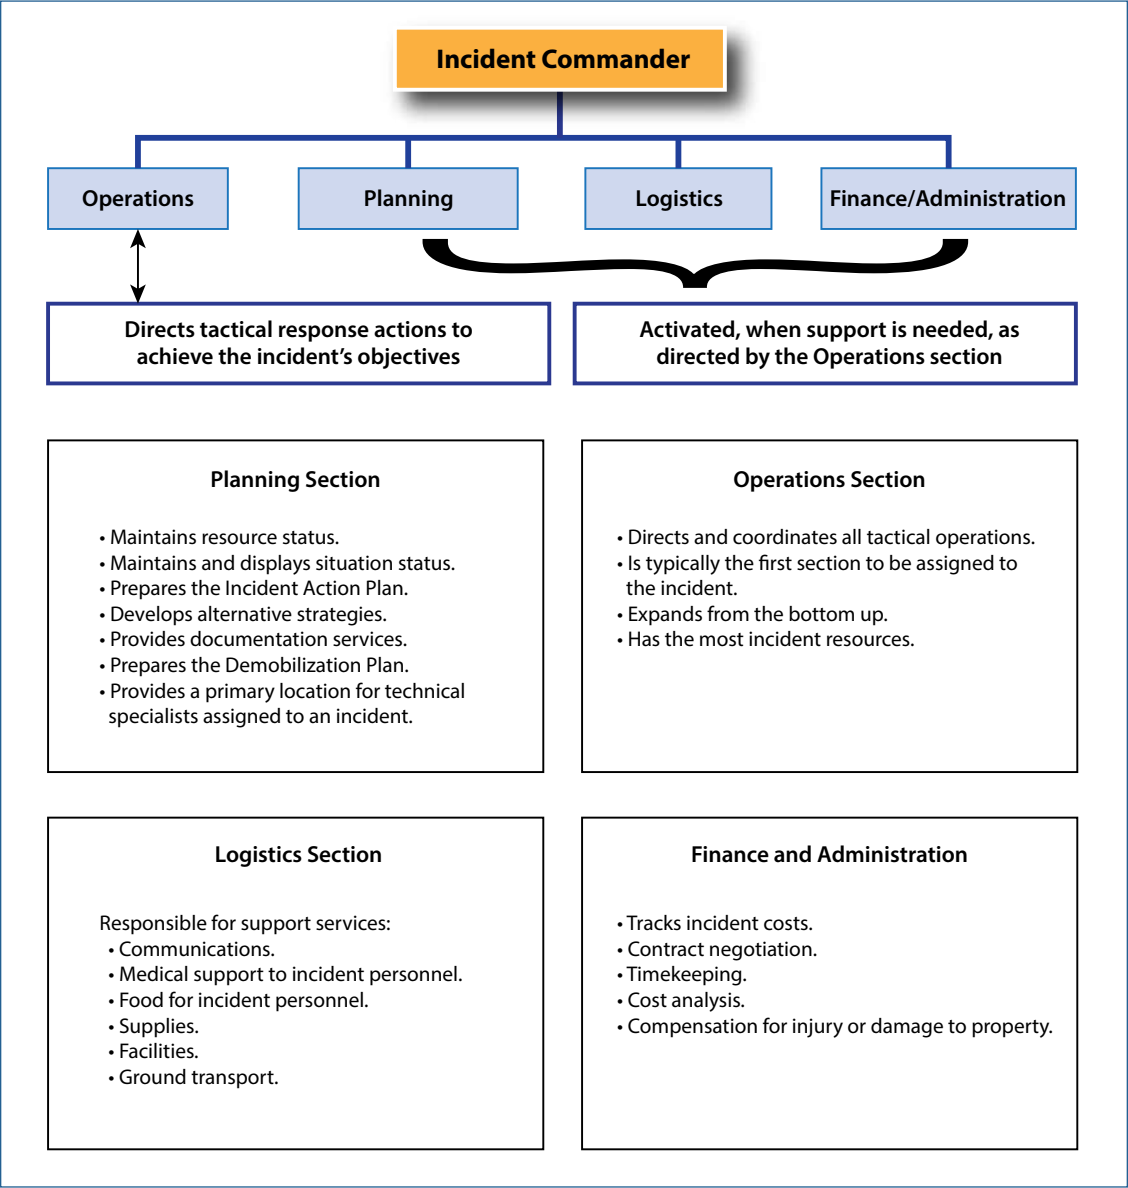 Incident Commander
Operations
Planning
Logistics
Finance/Administration
Directs tactical response actions to
achieve the incident’s objectives
Activated, when support is needed, as
directed by the Operations section
Planning Section
• Maintains resource status.
• Maintains and displays situation status.
• Prepares the Incident Action Plan.
• Develops alternative strategies.
• Provides documentation services.
• Prepares the Demobilization Plan.
• Provides a primary location for technical
specialists assigned to an incident.
Operations Section
• Directs and coordinates all tactical operations.
• Is typically the first section to be assigned to
the incident.
• Expands from the bottom up.
• Has the most incident resources.
Logistics Section
Responsible for support services:
• Communications.
• Medical support to incident personnel.
• Food for incident personnel.
• Supplies.
• Facilities.
• Ground transport.
Finance and Administration
• Tracks incident costs.
• Contract negotiation.
• Timekeeping.
• Cost analysis.
• Compensation for injury or damage to property.